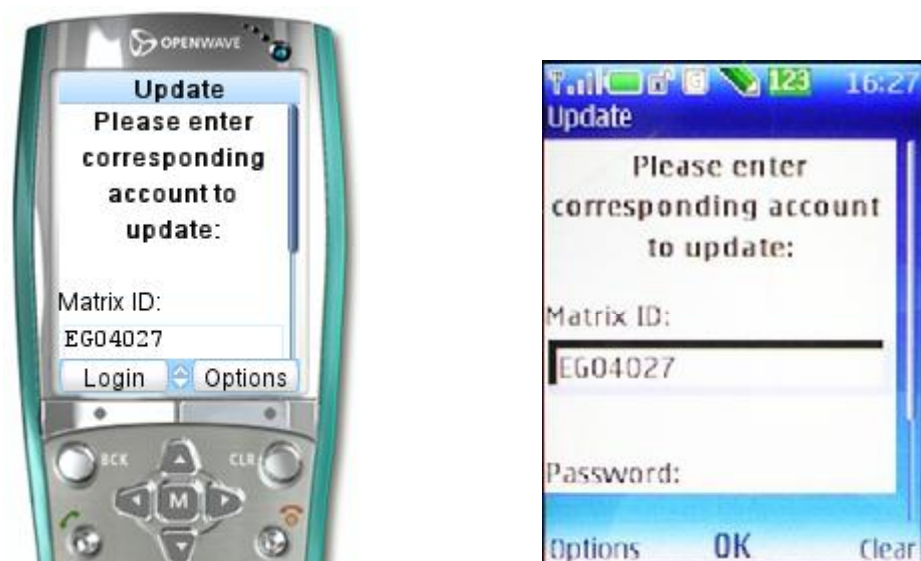 OPENWAVE
Update
Please enter
corresponding
account to
update:
Matrix ID:
EG04027
Login Options
BCK CLR
M
123 16:27
Update
Please enter
corresponding account
to update:
Matrix ID:
EG04027
Password:
Options OK Clear